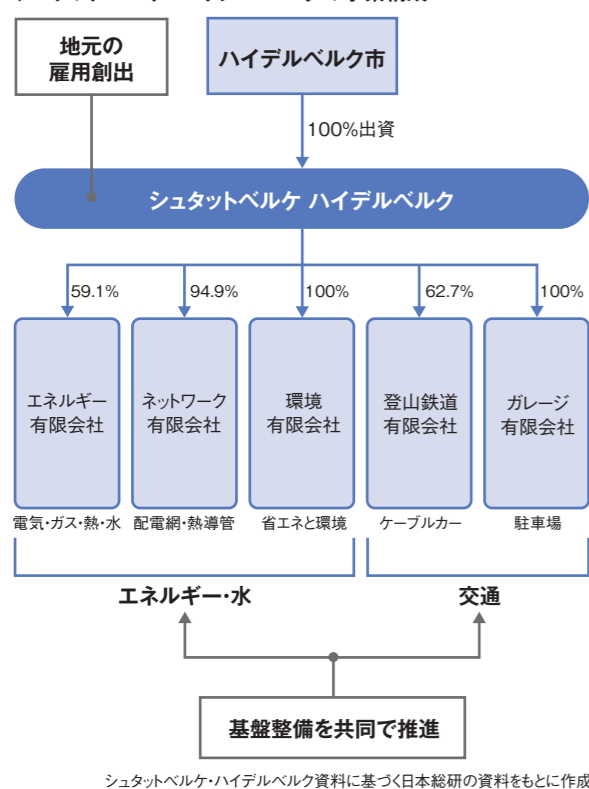 地元の
雇用創出
ハイデルベルク市
100%出資
シュタットベルケ ハイデルベルク
59.1%
94.9%
100%
62.7%
100%
エネルギー
有限会社
ネットワーク
有限会社
環境
有限会社
登山鉄道
有限会社
ガレージ
有限会社
電気・ガス・熱・水
配電網・熱導管
省エネと環境
ケーブルカー
駐車場
エネルギー・水
交通
基盤整備を共同で推進
シュタットベルケ・ハイデルベルク資料に基づく日本総研の資料をもとに作成